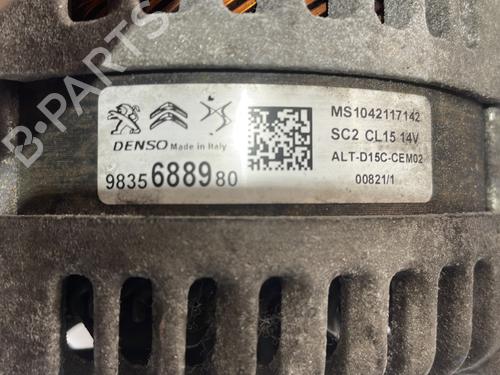 DENSO Made in Italy
9835688980
MS1042117142
SC2 CL15 14V
ALT-D15C-CEM02
00821/1
B-PARTS